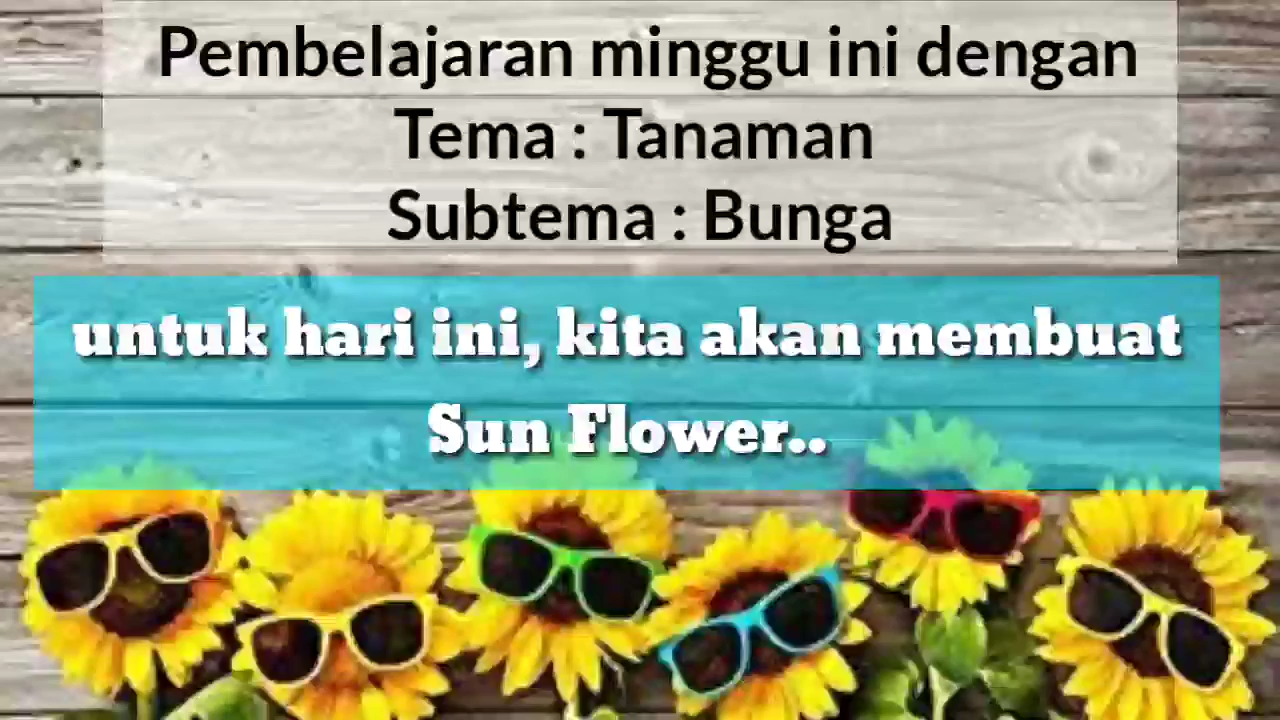 Pembelajaran minggu ini dengan
Tema : Tanaman
Subtema : Bunga
untuk hari ini, kita akan membuat
Sun Flower..